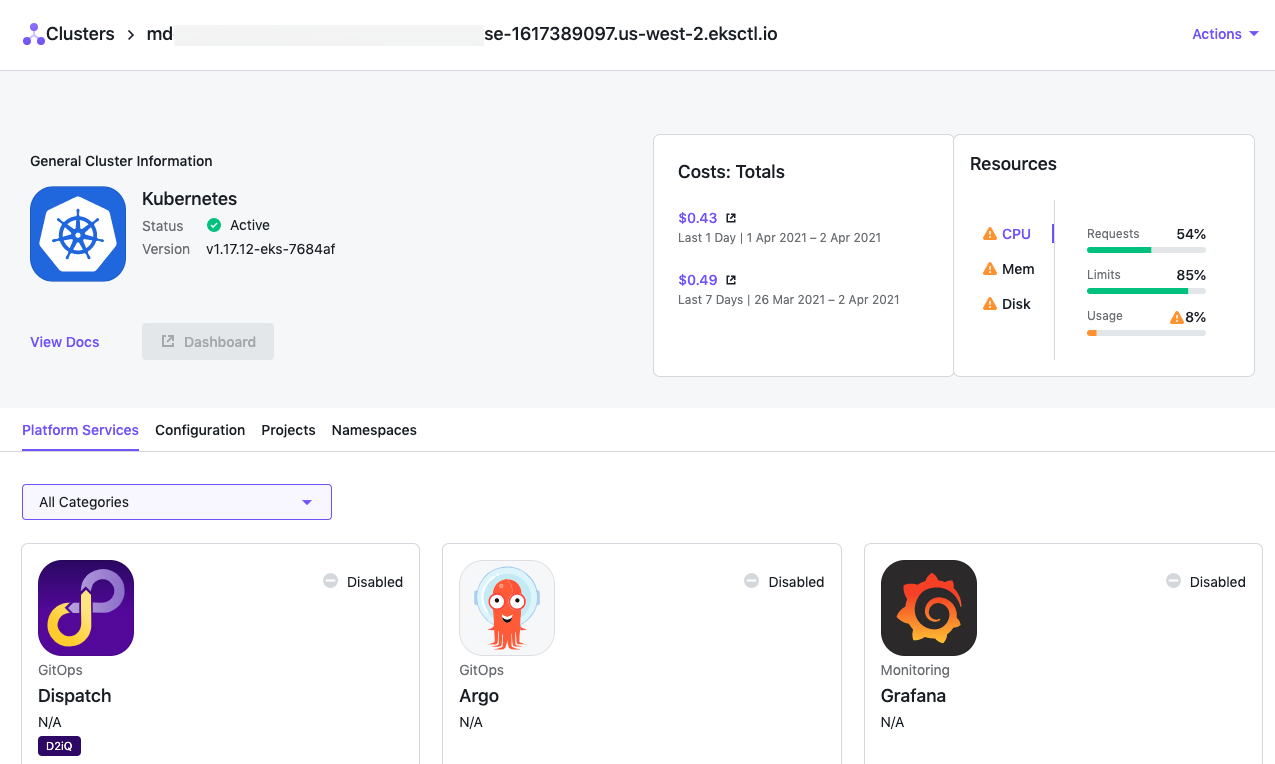 Clusters > md se-1617389097.us-west-2.eksctl.io
Actions
General Cluster Information
Kubernetes
Status Active
Version v1.17.12-eks-7684af
View Docs
Dashboard
Costs: Totals
$0.43
Last 1 Day | 1 Apr 2021 – 2 Apr 2021
$0.49
Last 7 Days | 26 Mar 2021 – 2 Apr 2021
Resources
CPU
Mem
Disk
Requests 54%
Limits 85%
Usage 8%
Platform Services Configuration Projects Namespaces
All Categories
Disabled
GitOps
Dispatch
N/A
D2iQ
Disabled
GitOps
Argo
N/A
Disabled
Monitoring
Grafana
N/A